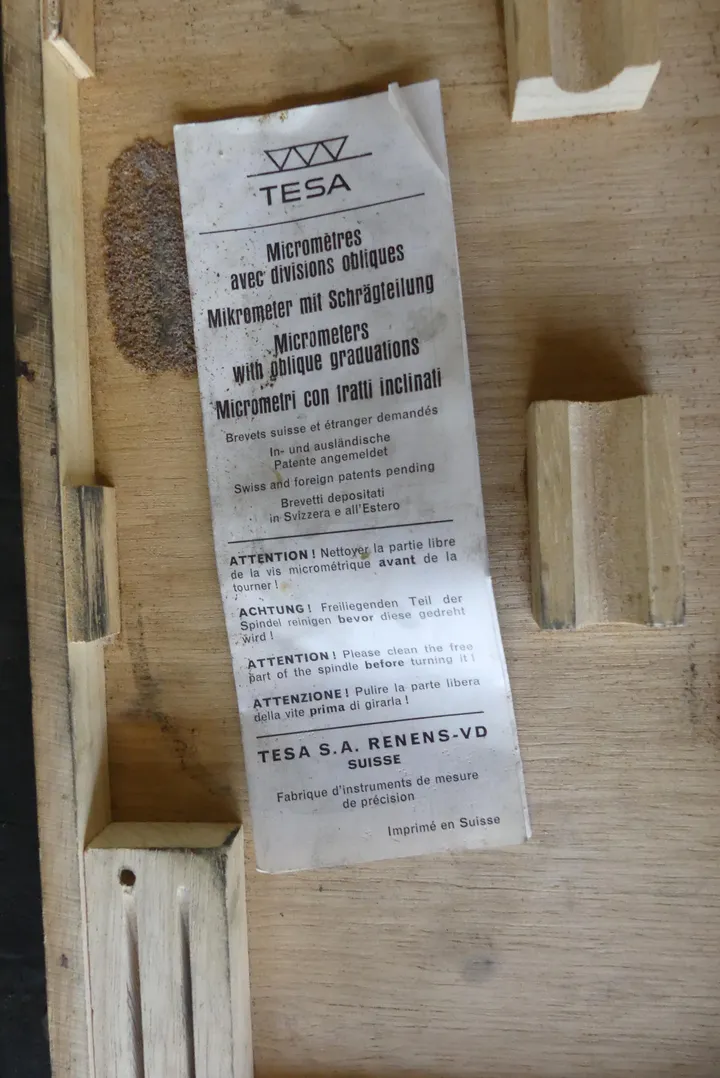 TESA
Micromètres
avec divisions obliques
Mikrometer mit Schrägteilung
Micrometers
with oblique graduations
Micrometri con tratti inclinati
Brevets suisse et étranger demandés
In- und ausländische
Patente angemeldet
Swiss and foreign patents pending
Brevetti depositati
in Svizzera e all'Estero
ATTENTION ! Nettoyer la partie libre
de la vis micrométrique avant de la
tourner !
ACHTUNG ! Freiliegenden Teil der
Spindel reinigen bevor diese gedreht
wird !
ATTENTION ! Please clean the free
part of the spindle before turning it !
ATTENZIONE ! Pulire la parte libera
della vite prima di girarla !
TESA S.A. RENENS-VD
SUISSE
Fabrique d'instruments de mesure
de précision
Imprimé en Suisse